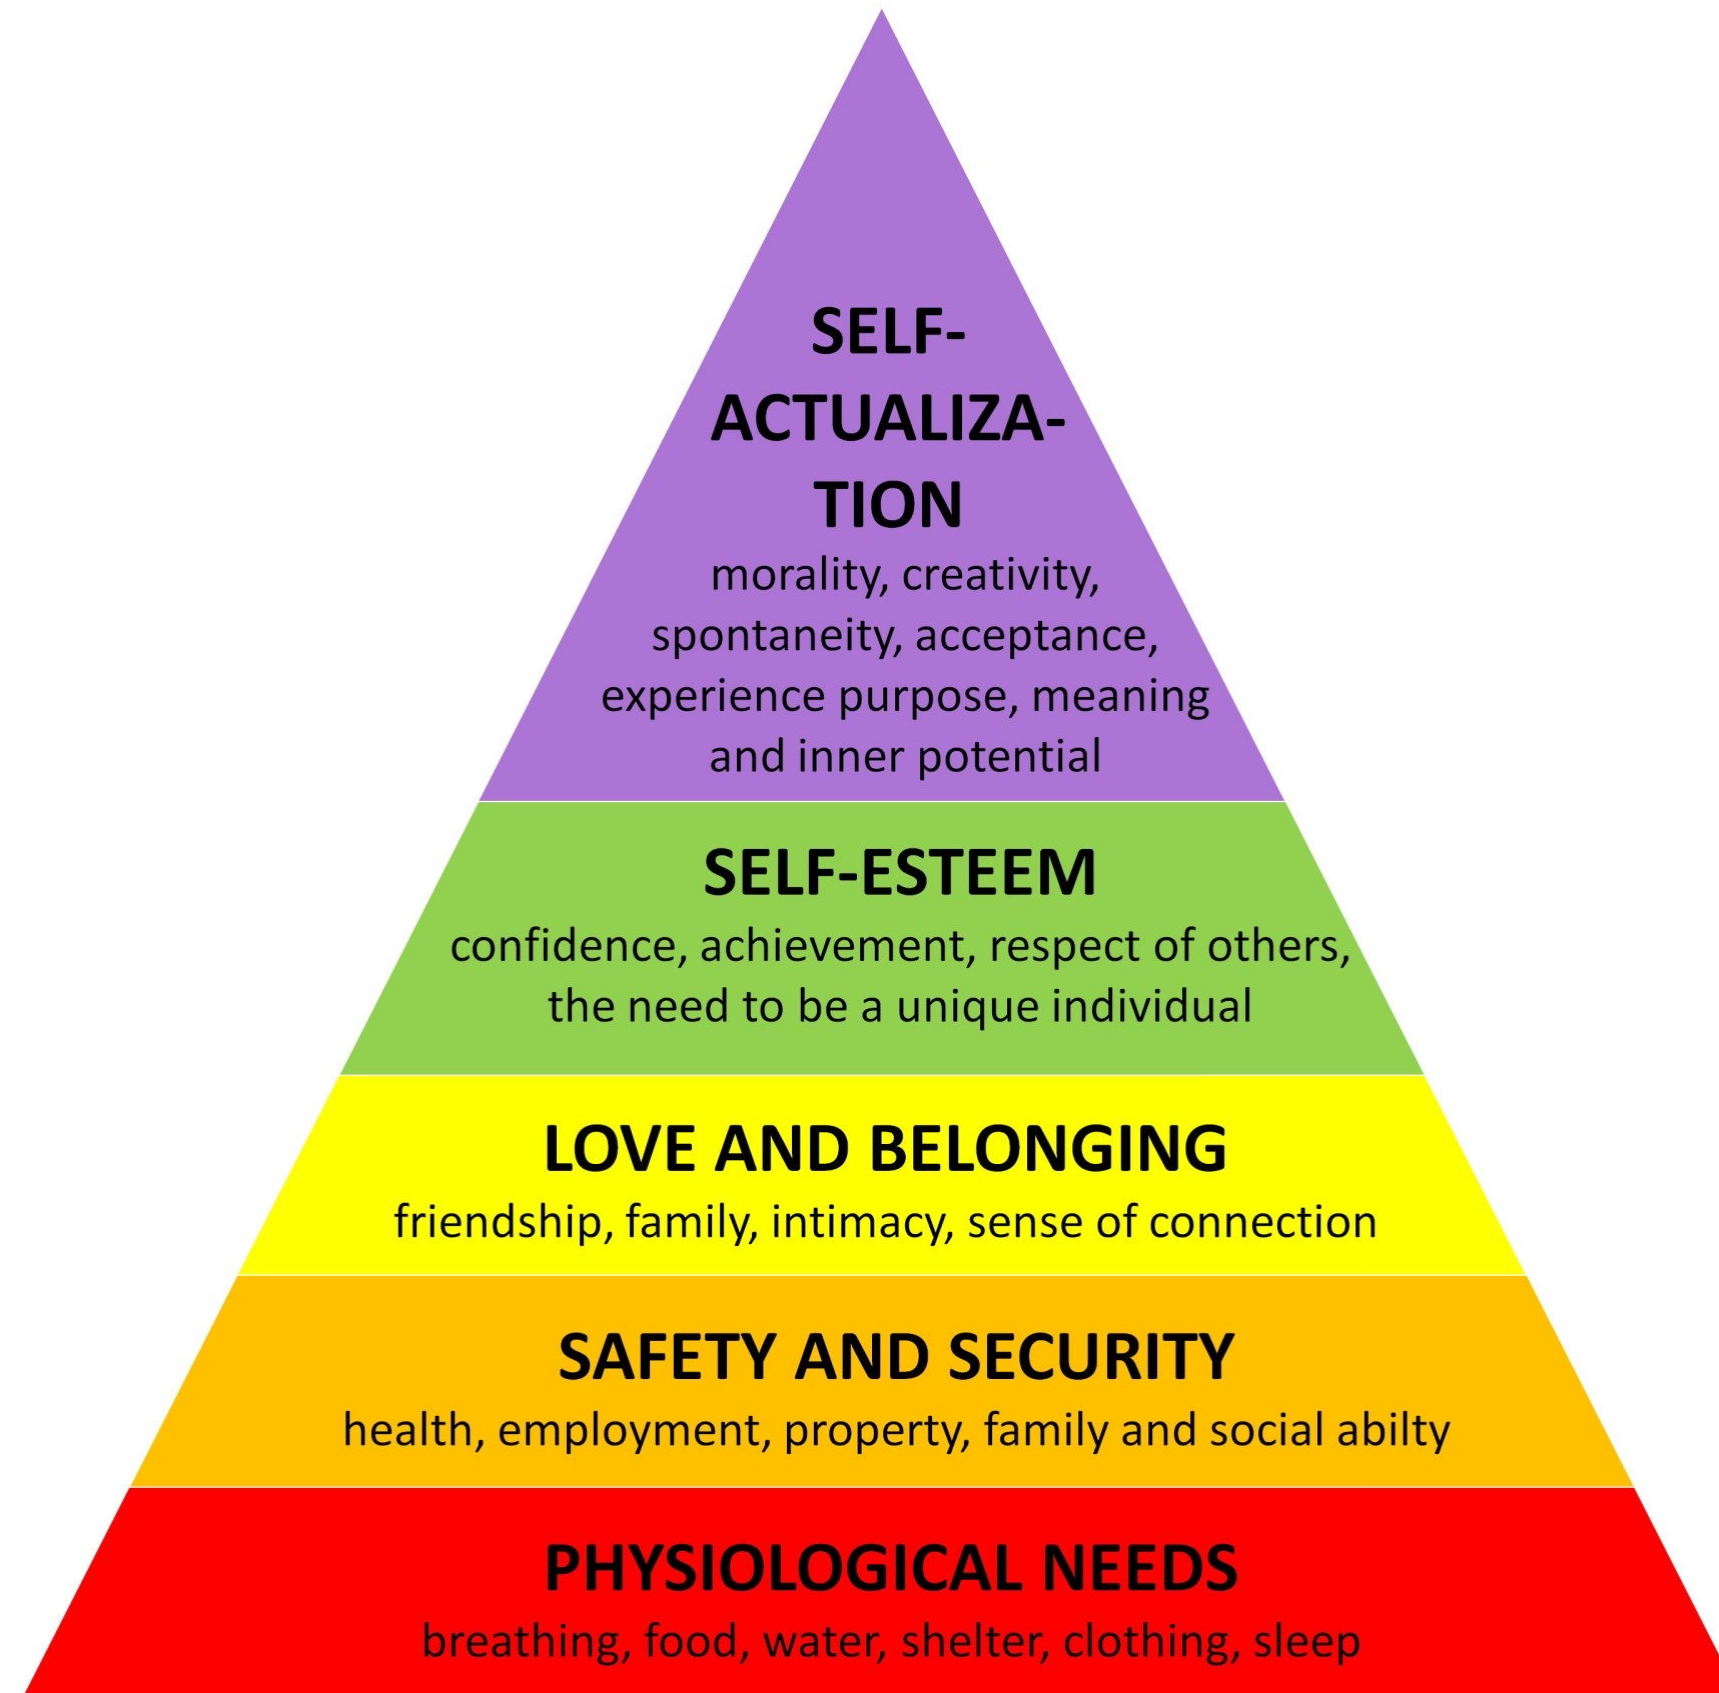 SELF-
ACTUALIZA-
TION
morality, creativity,
spontaneity, acceptance,
experience purpose, meaning
and inner potential
SELF-ESTEEM
confidence, achievement, respect of others,
the need to be a unique individual
LOVE AND BELONGING
friendship, family, intimacy, sense of connection
SAFETY AND SECURITY
health, employment, property, family and social abilty
PHYSIOLOGICAL NEEDS
breathing, food, water, shelter, clothing, sleep